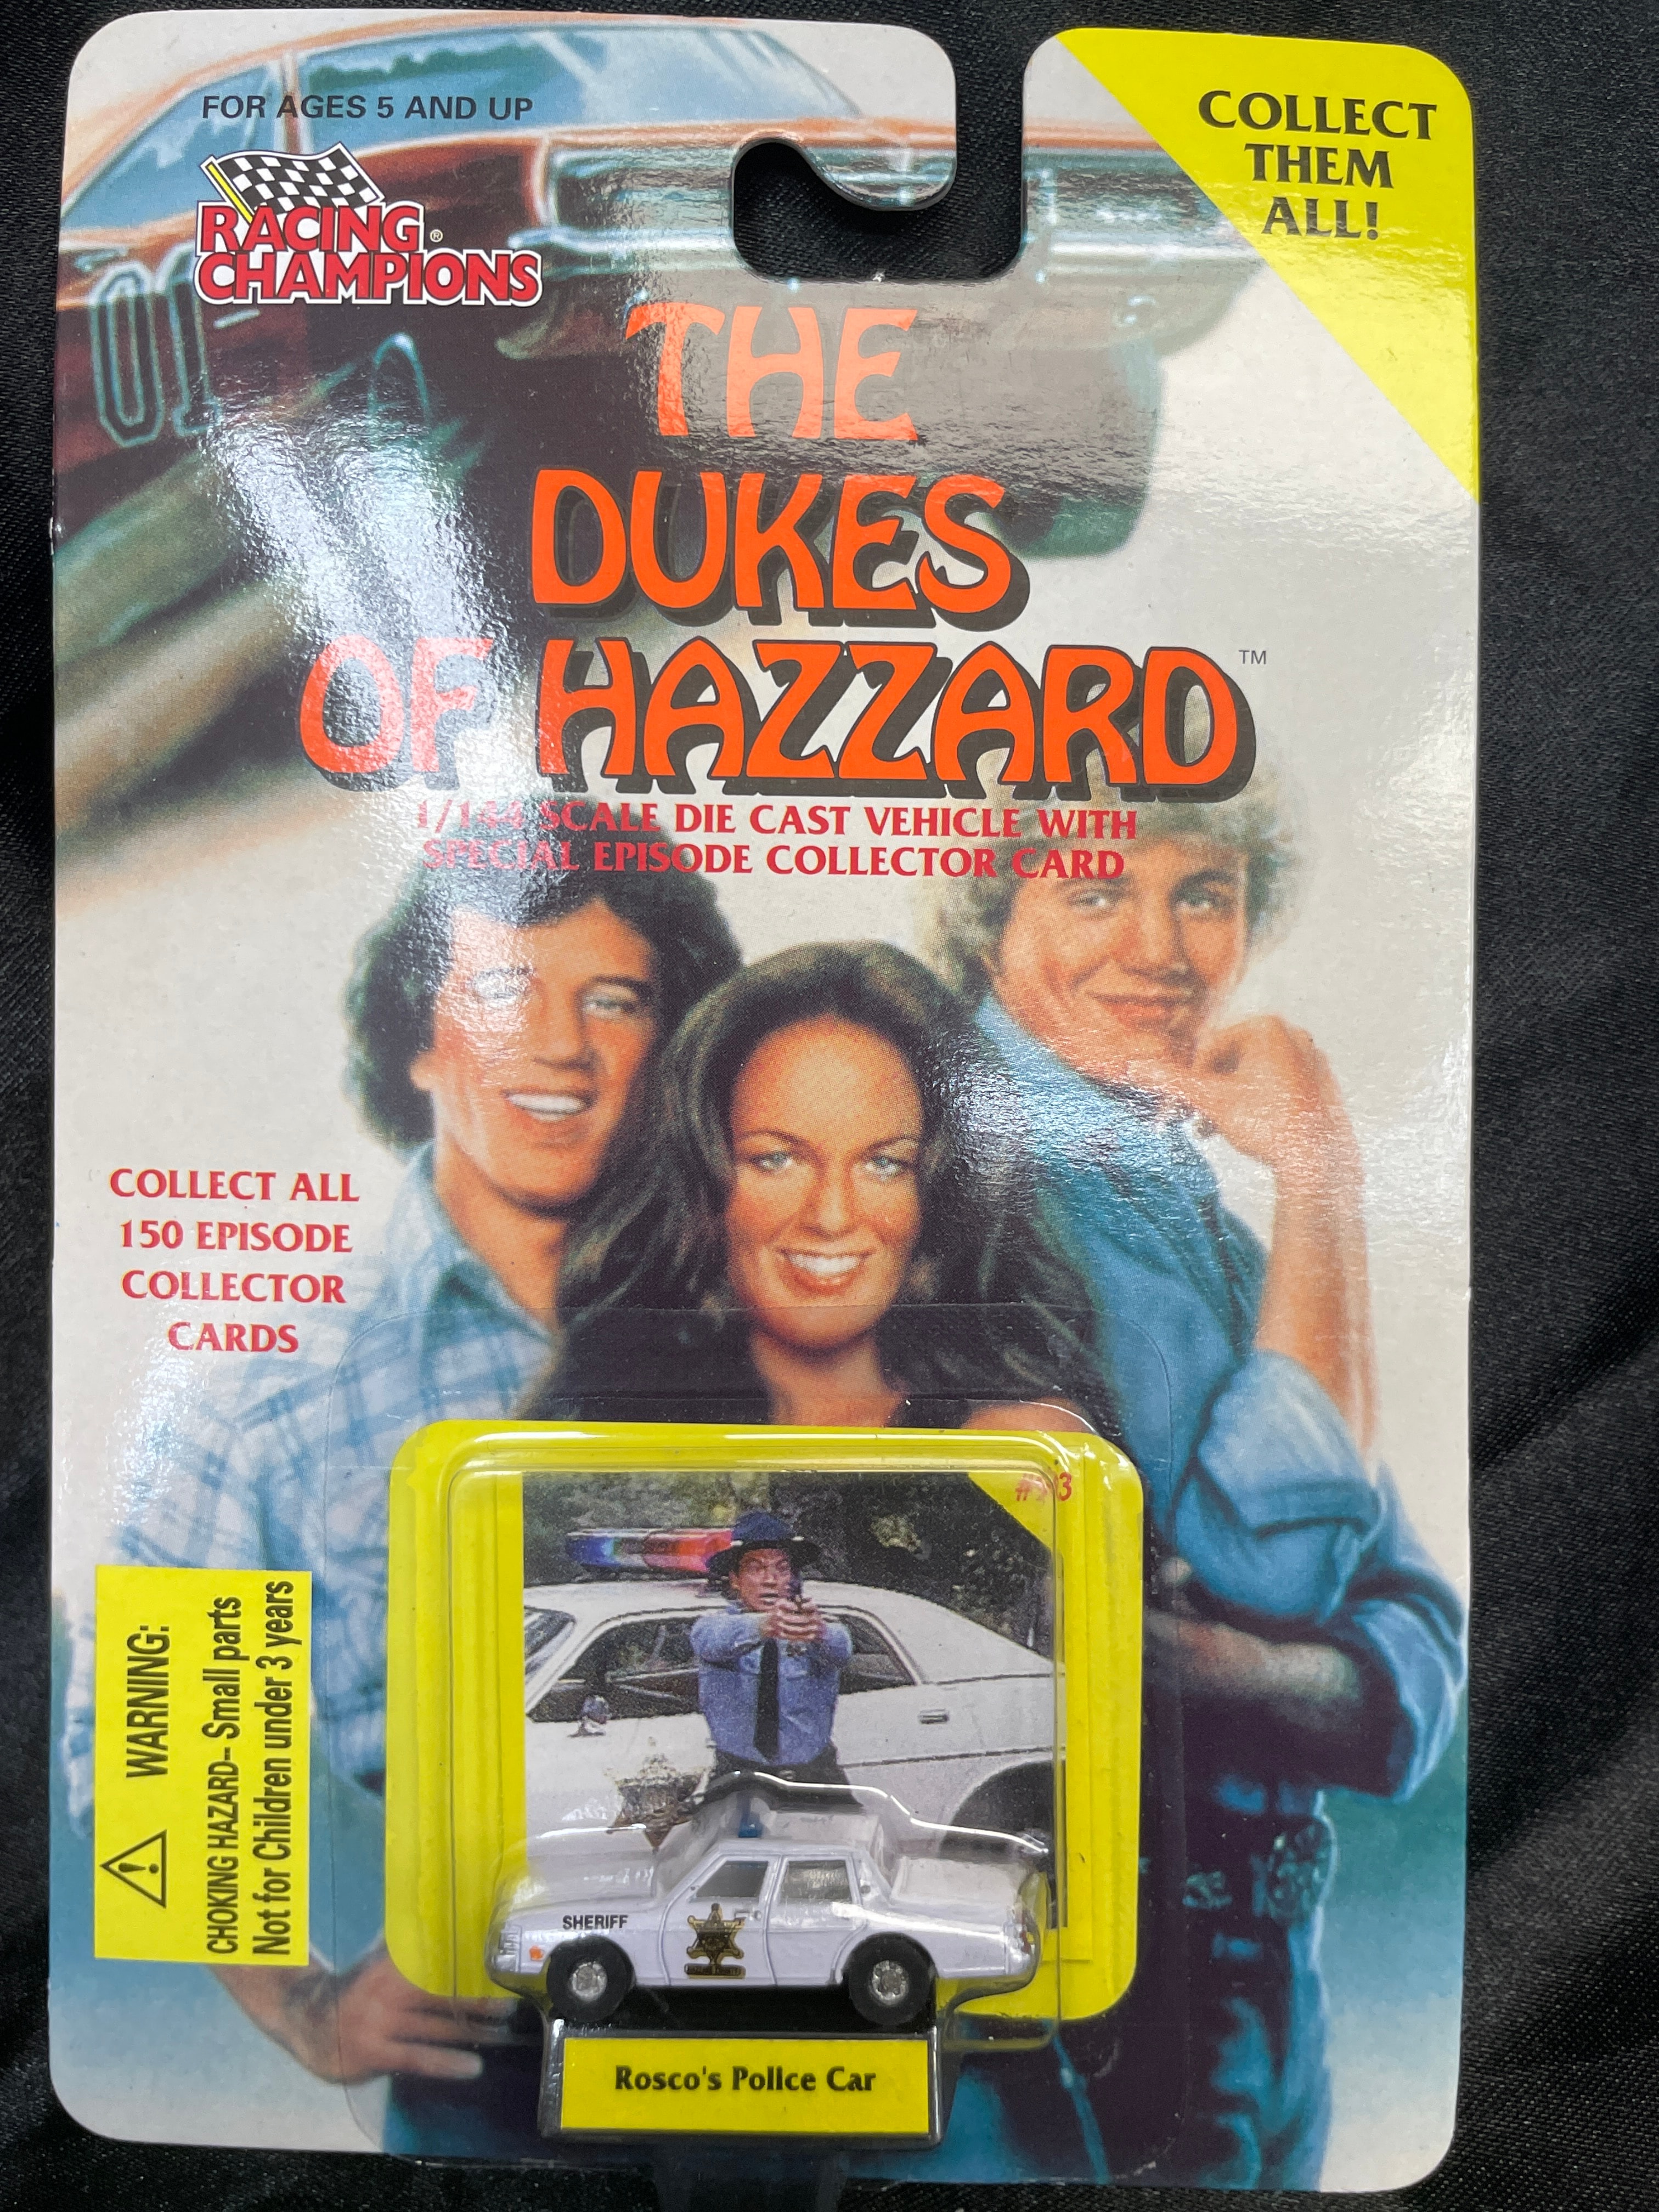 FOR AGES 5 AND UP
RACING
CHAMPIONS
®
COLLECT
THEM
ALL!
01
THE
DUKES
OF HAZZARD
TM
1/144 SCALE DIE CAST VEHICLE WITH
SPECIAL EPISODE COLLECTOR CARD
COLLECT ALL
150 EPISODE
COLLECTOR
CARDS
WARNING:
CHOKING HAZARD- Small parts
Not for Children under 3 years
SHERIFF
Rosco's Police Car